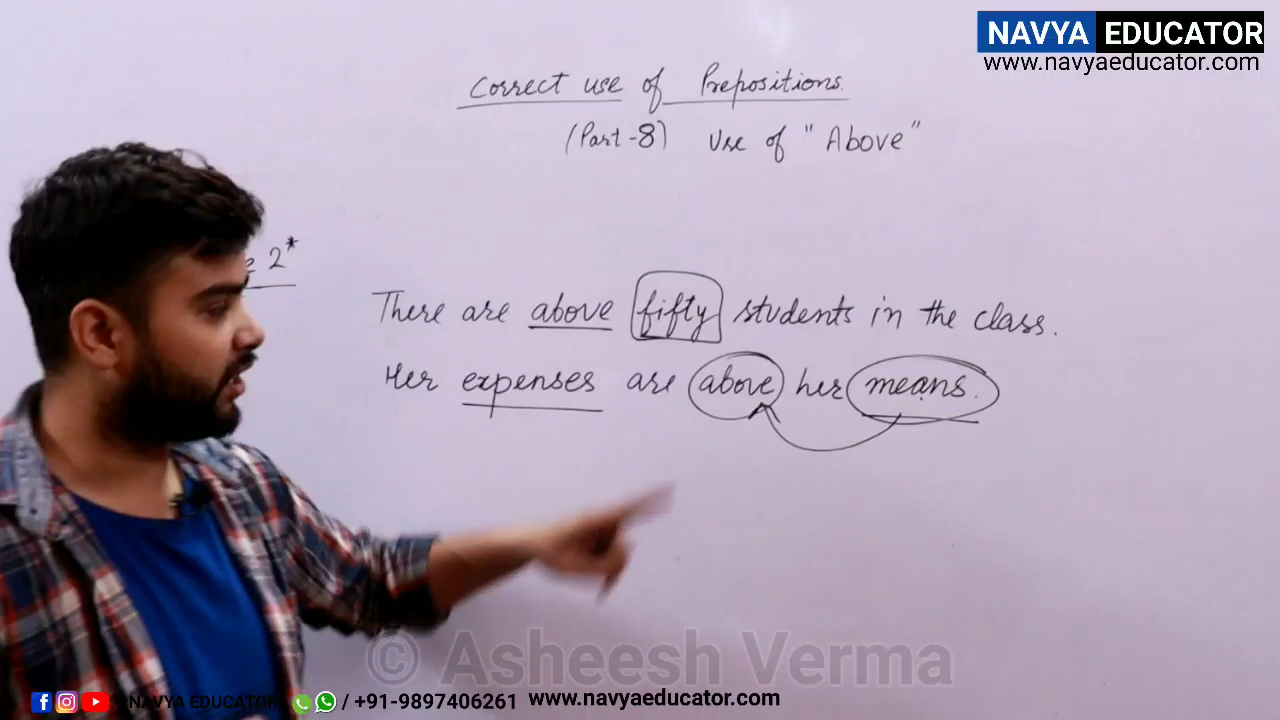 NAVYA EDUCATOR
www.navyaeducator.com
Correct use of Prepositions.
(Part-8) Use of "Above"
2*
There are above fifty students in the class.
Her expenses are above her means.
© Asheesh Verma
NAVYA EDUCATOR / +91-9897406261 www.navyaeducator.com